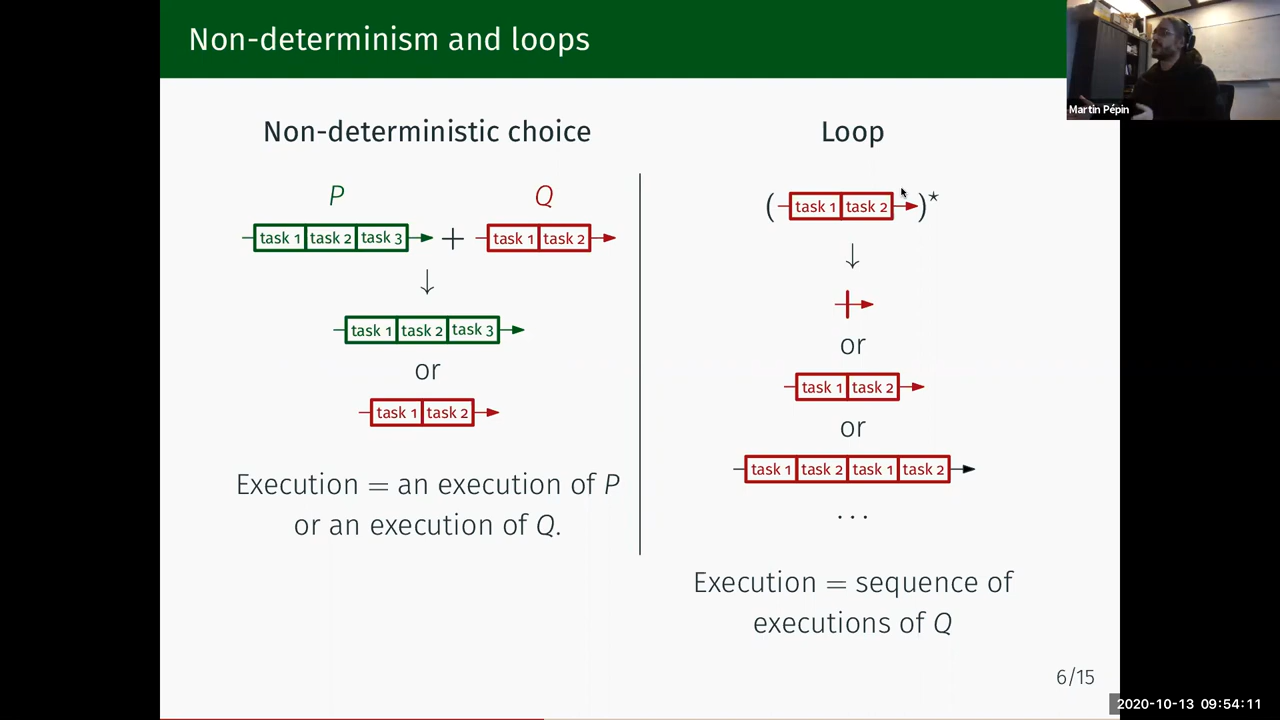 Non-determinism and loops
Martin Pépin
Non-deterministic choice
P
Q
task 1 task 2 task 3 + task 1 task 2
↓
task 1 task 2 task 3
or
task 1 task 2
Execution = an execution of P
or an execution of Q.
Loop
( task 1 task 2 )*
↓
or
task 1 task 2
or
task 1 task 2 task 1 task 2
...
Execution = sequence of
executions of Q
6/15
2020-10-13 09:54:11